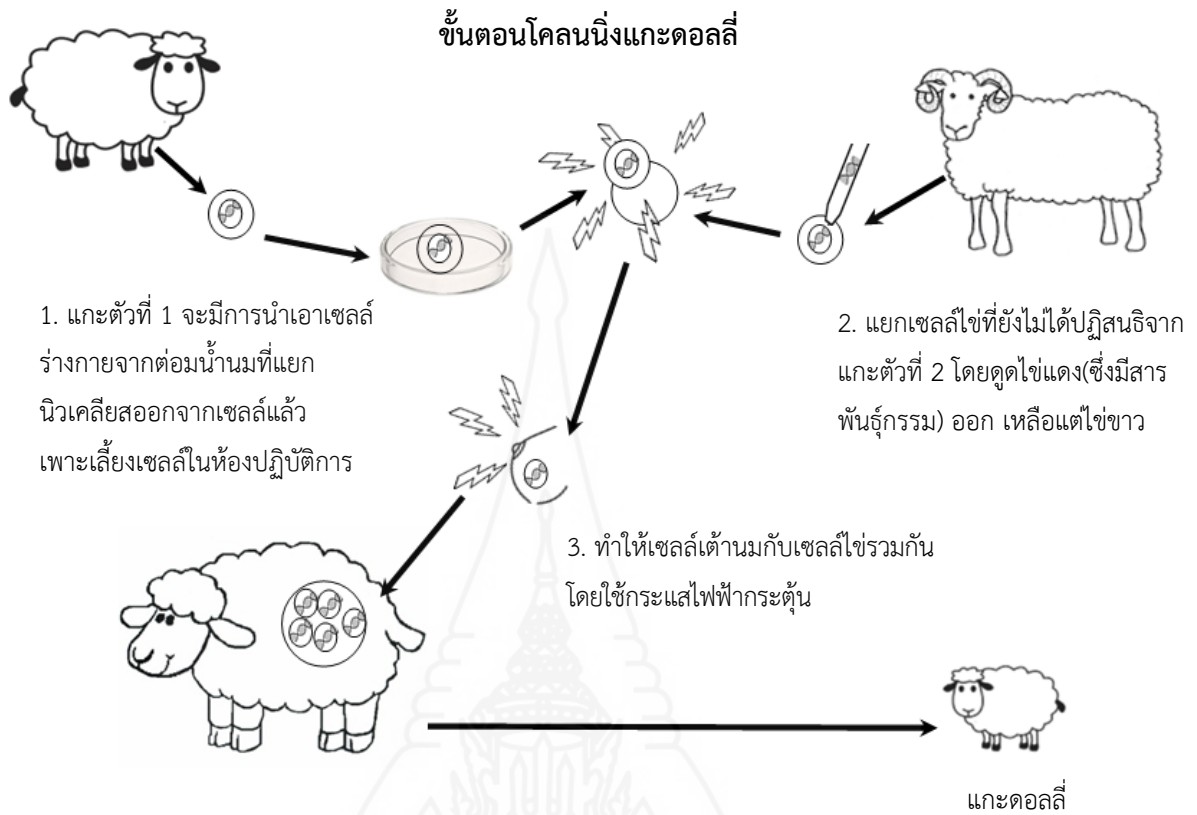 ขั้นตอนโคลนนิ่งแกะดอลลี่
1. แกะตัวที่ 1 จะมีการนำเอาเซลล์
ร่างกายจากต่อมน้ำนมที่แยก
นิวเคลียสออกจากเซลล์แล้ว
เพาะเลี้ยงเซลล์ในห้องปฏิบัติการ
2. แยกเซลล์ไข่ที่ยังไม่ได้ปฏิสนธิจาก
แกะตัวที่ 2 โดยดูดไข่แดง(ซึ่งมีสาร
พันธุ์กรรม) ออก เหลือแต่ไข่ขาว
3. ทำให้เซลล์เต้านมกับเซลล์ไข่รวมกัน
โดยใช้กระแสไฟฟ้ากระตุ้น
แกะดอลลี่